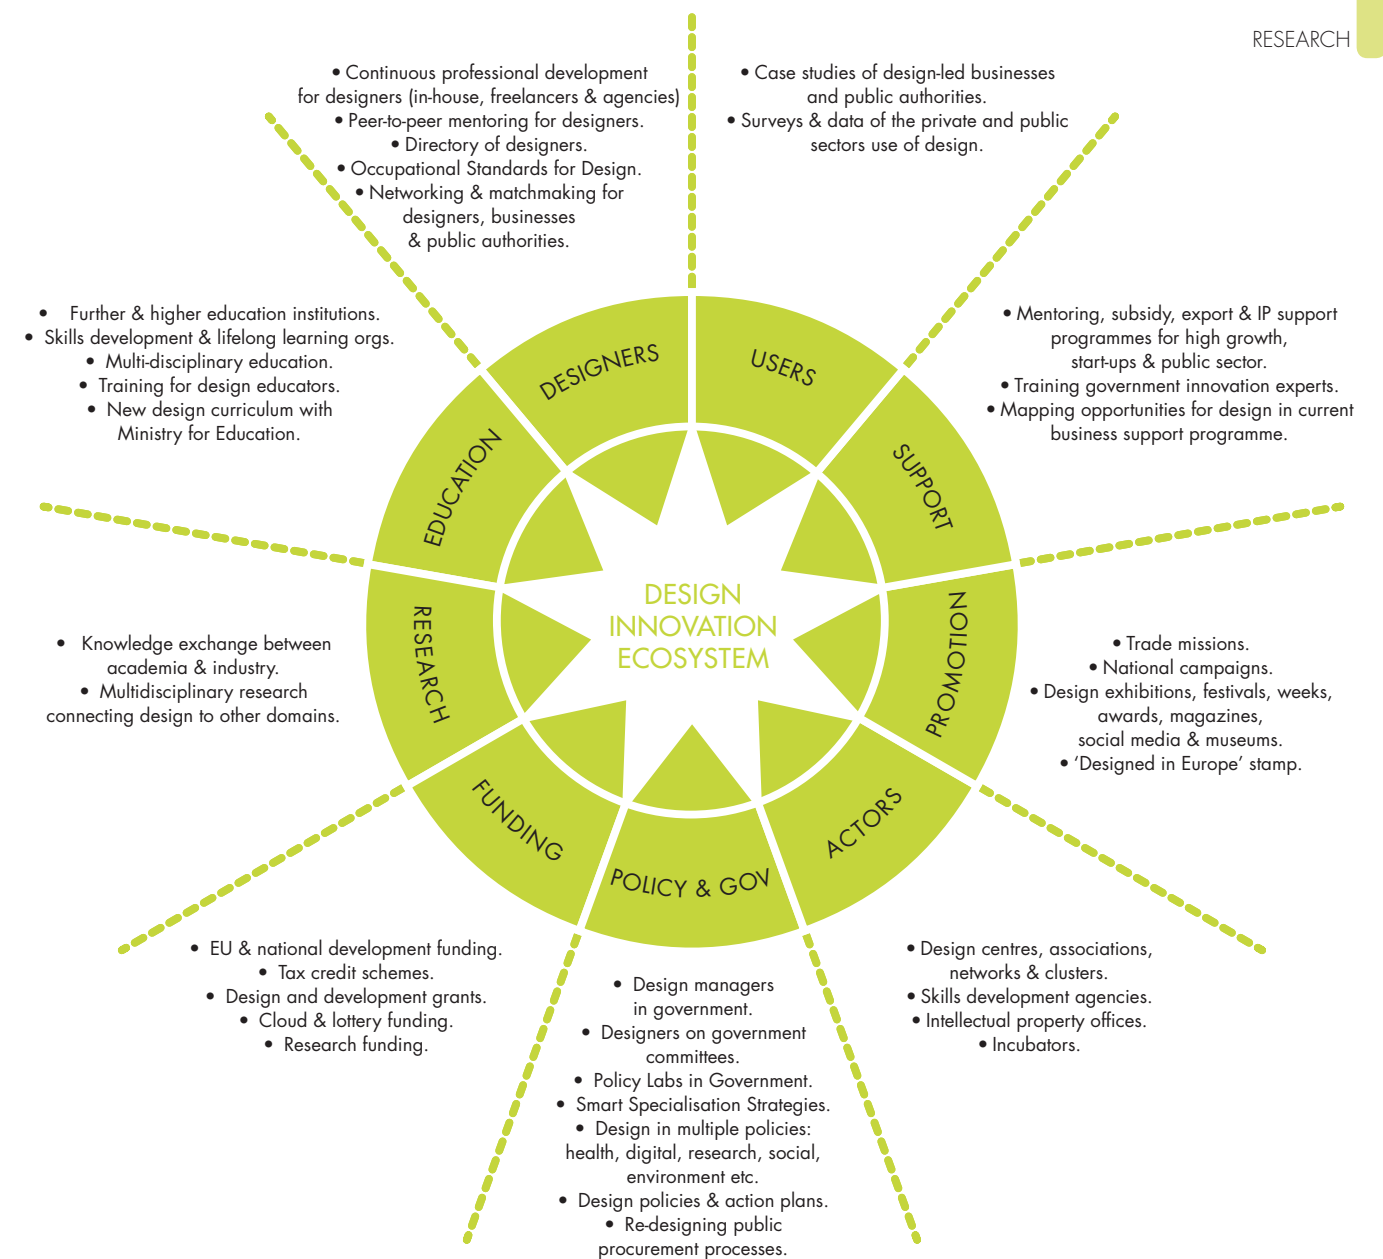 RESEARCH
• Continuous professional development
for designers (in-house, freelancers & agencies)
• Peer-to-peer mentoring for designers.
• Directory of designers.
• Occupational Standards for Design.
• Networking & matchmaking for
designers, businesses
& public authorities.
• Case studies of design-led businesses
and public authorities.
• Surveys & data of the private and public
sectors use of design.
• Further & higher education institutions.
• Skills development & lifelong learning orgs.
• Multi-disciplinary education.
• Training for design educators.
• New design curriculum with
Ministry for Education.
• Mentoring, subsidy, export & IP support
programmes for high growth,
start-ups & public sector.
• Training government innovation experts.
• Mapping opportunities for design in current
business support programme.
DESIGNERS
USERS
EDUCATION
SUPPORT
DESIGN
INNOVATION
ECOSYSTEM
RESEARCH
PROMOTION
FUNDING
POLICY & GOV
ACTORS
• Knowledge exchange between
academia & industry.
• Multidisciplinary research
connecting design to other domains.
• Trade missions.
• National campaigns.
• Design exhibitions, festivals, weeks,
awards, magazines,
social media & museums.
• ‘Designed in Europe’ stamp.
• EU & national development funding.
• Tax credit schemes.
• Design and development grants.
• Cloud & lottery funding.
• Research funding.
• Design managers
in government.
• Designers on government
committees.
• Policy Labs in Government.
• Smart Specialisation Strategies.
• Design in multiple policies:
health, digital, research, social,
environment etc.
• Design policies & action plans.
• Re-designing public
procurement processes.
• Design centres, associations,
networks & clusters.
• Skills development agencies.
• Intellectual property offices.
• Incubators.